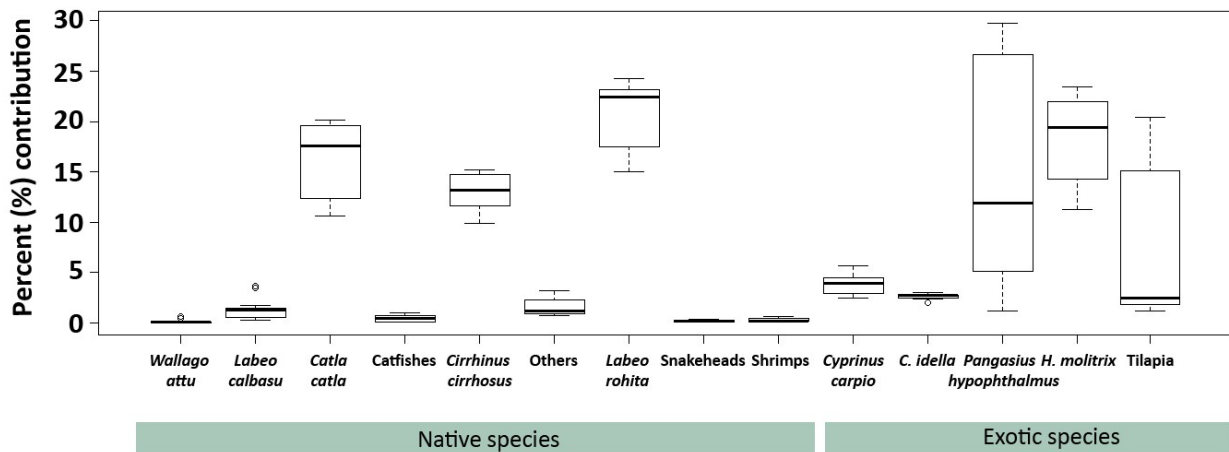 Percent (%) contribution
30
25
20
15
10
5
0
Wallago Labeo Catla Catfishes Cirrhinus Others Labeo Snakeheads Shrimps Cyprinus C. idella Pangasius H. molitrix Tilapia
attu calbasu catla cirrhosus rohita carpio hypophthalmus
Native species Exotic species